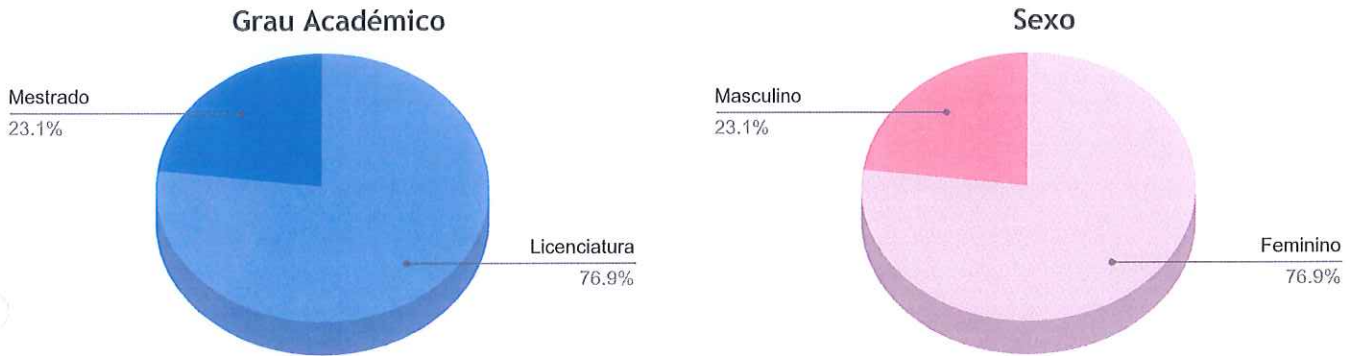 Grau Académico
Mestrado
23.1%
Licenciatura
76.9%
Sexo
Masculino
23.1%
Feminino
76.9%